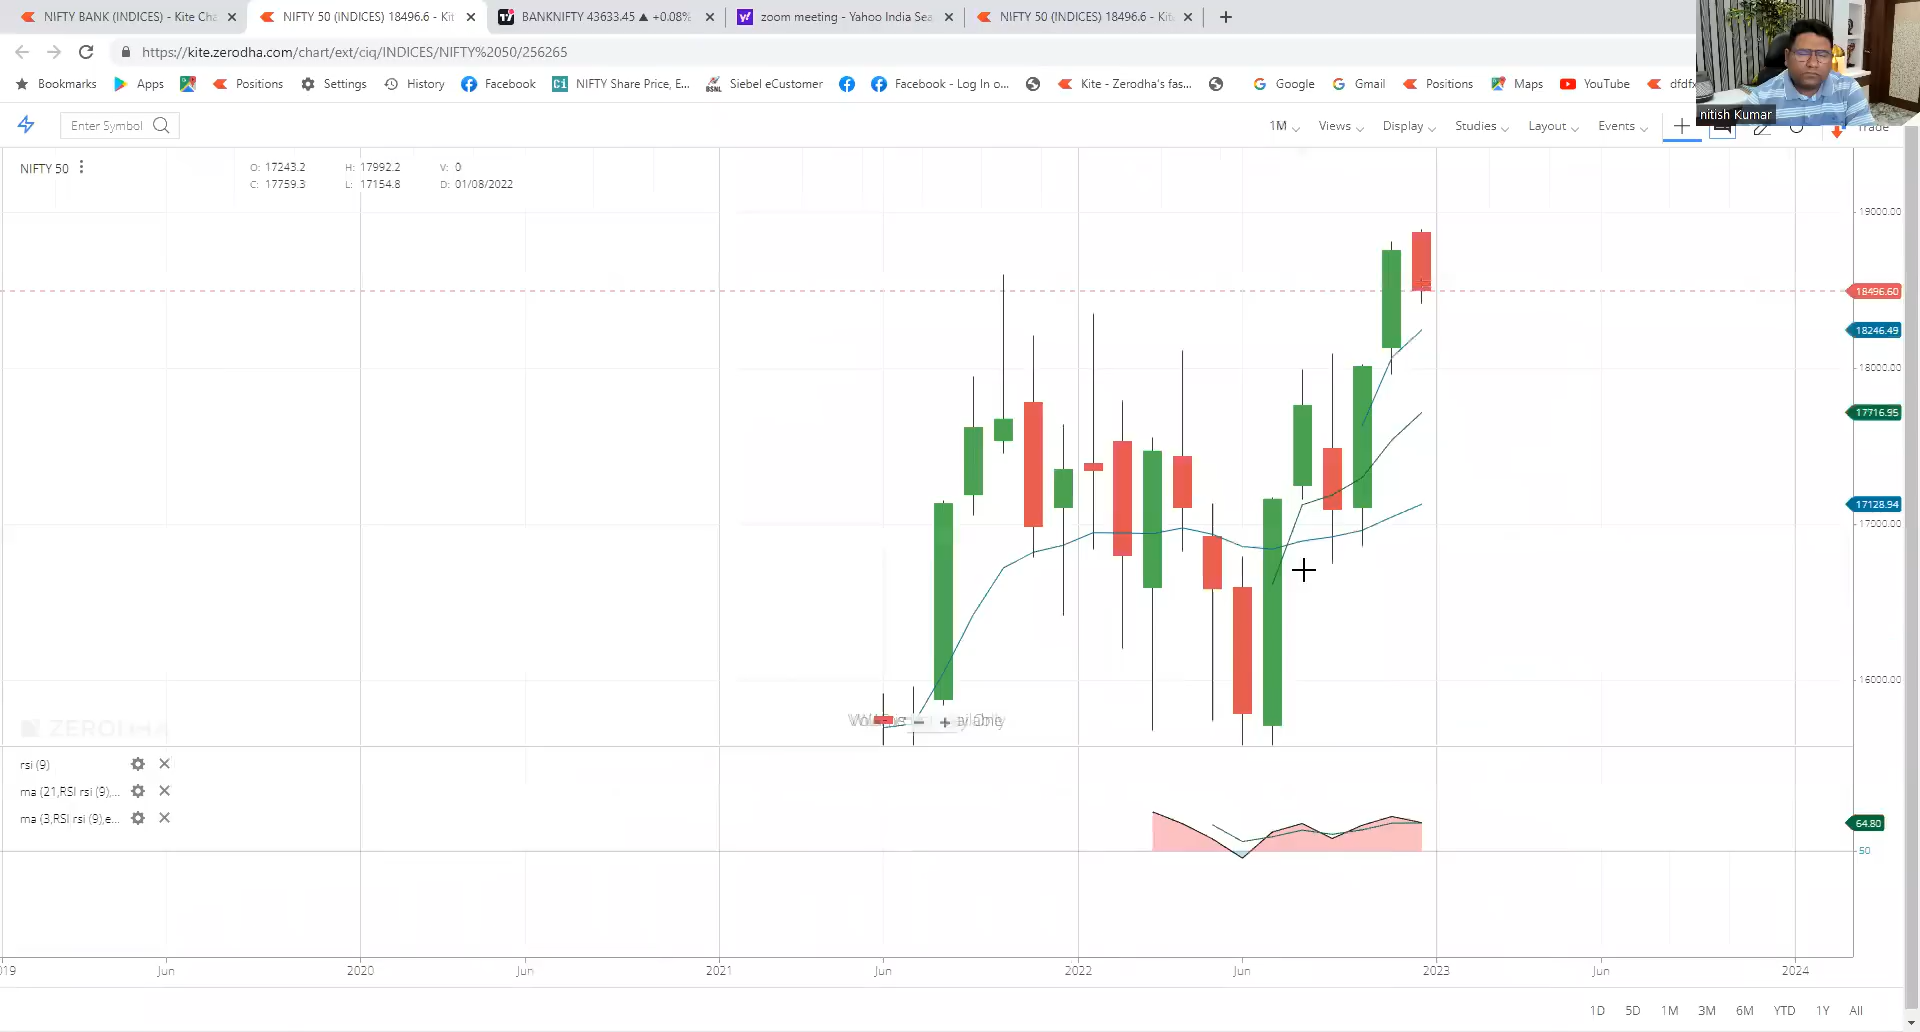 NIFTY BANK (INDICES) - Kite Cha
NIFTY 50 (INDICES) 18496.6 - Kit
BANKNIFTY 43633.45 ▲ +0.08%
zoom meeting - Yahoo India Sea
NIFTY 50 (INDICES) 18496.6 - Kit
https://kite.zerodha.com/chart/ext/ciq/INDICES/NIFTY%2050/256265
Bookmarks Apps Positions Settings History Facebook NIFTY Share Price, E... BSNL Siebel eCustomer Facebook - Log In o... Kite - Zerodha's fas... Google Gmail Positions Maps YouTube dfdf
nitish Kumar
Enter Symbol
1M Views Display Studies Layout Events Trade
NIFTY 50
O: 17243.2 H: 17992.2 V: 0
C: 17759.3 L: 17154.8 D: 01/08/2022
19000.00
18496.60
18246.49
18000.00
17716.95
17128.94
17000.00
16000.00
ZERODHA
rsi (9)
ma (21,RSI rsi (9),...
ma (3,RSI rsi (9),e...
64.80
50
019 Jun 2020 Jun 2021 Jun 2022 Jun 2023 Jun 2024
1D 5D 1M 3M 6M YTD 1Y All